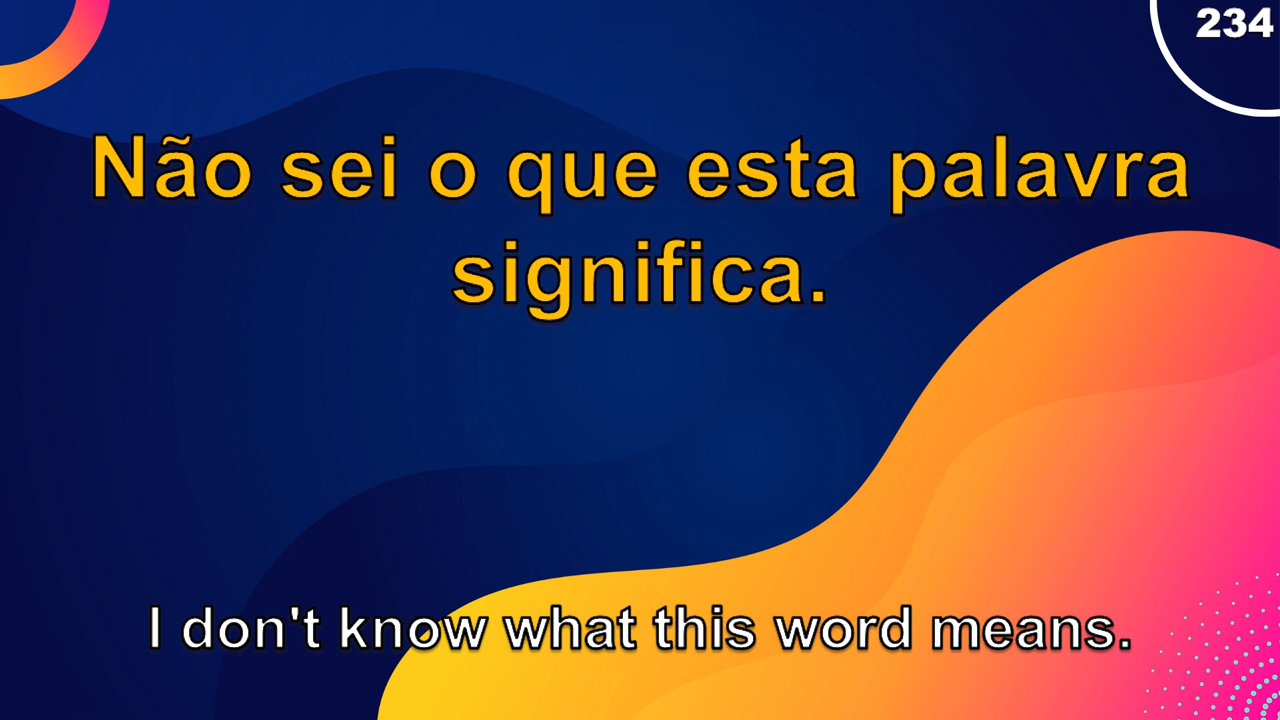 234
Não sei o que esta palavra
significa.
I don't know what this word means.